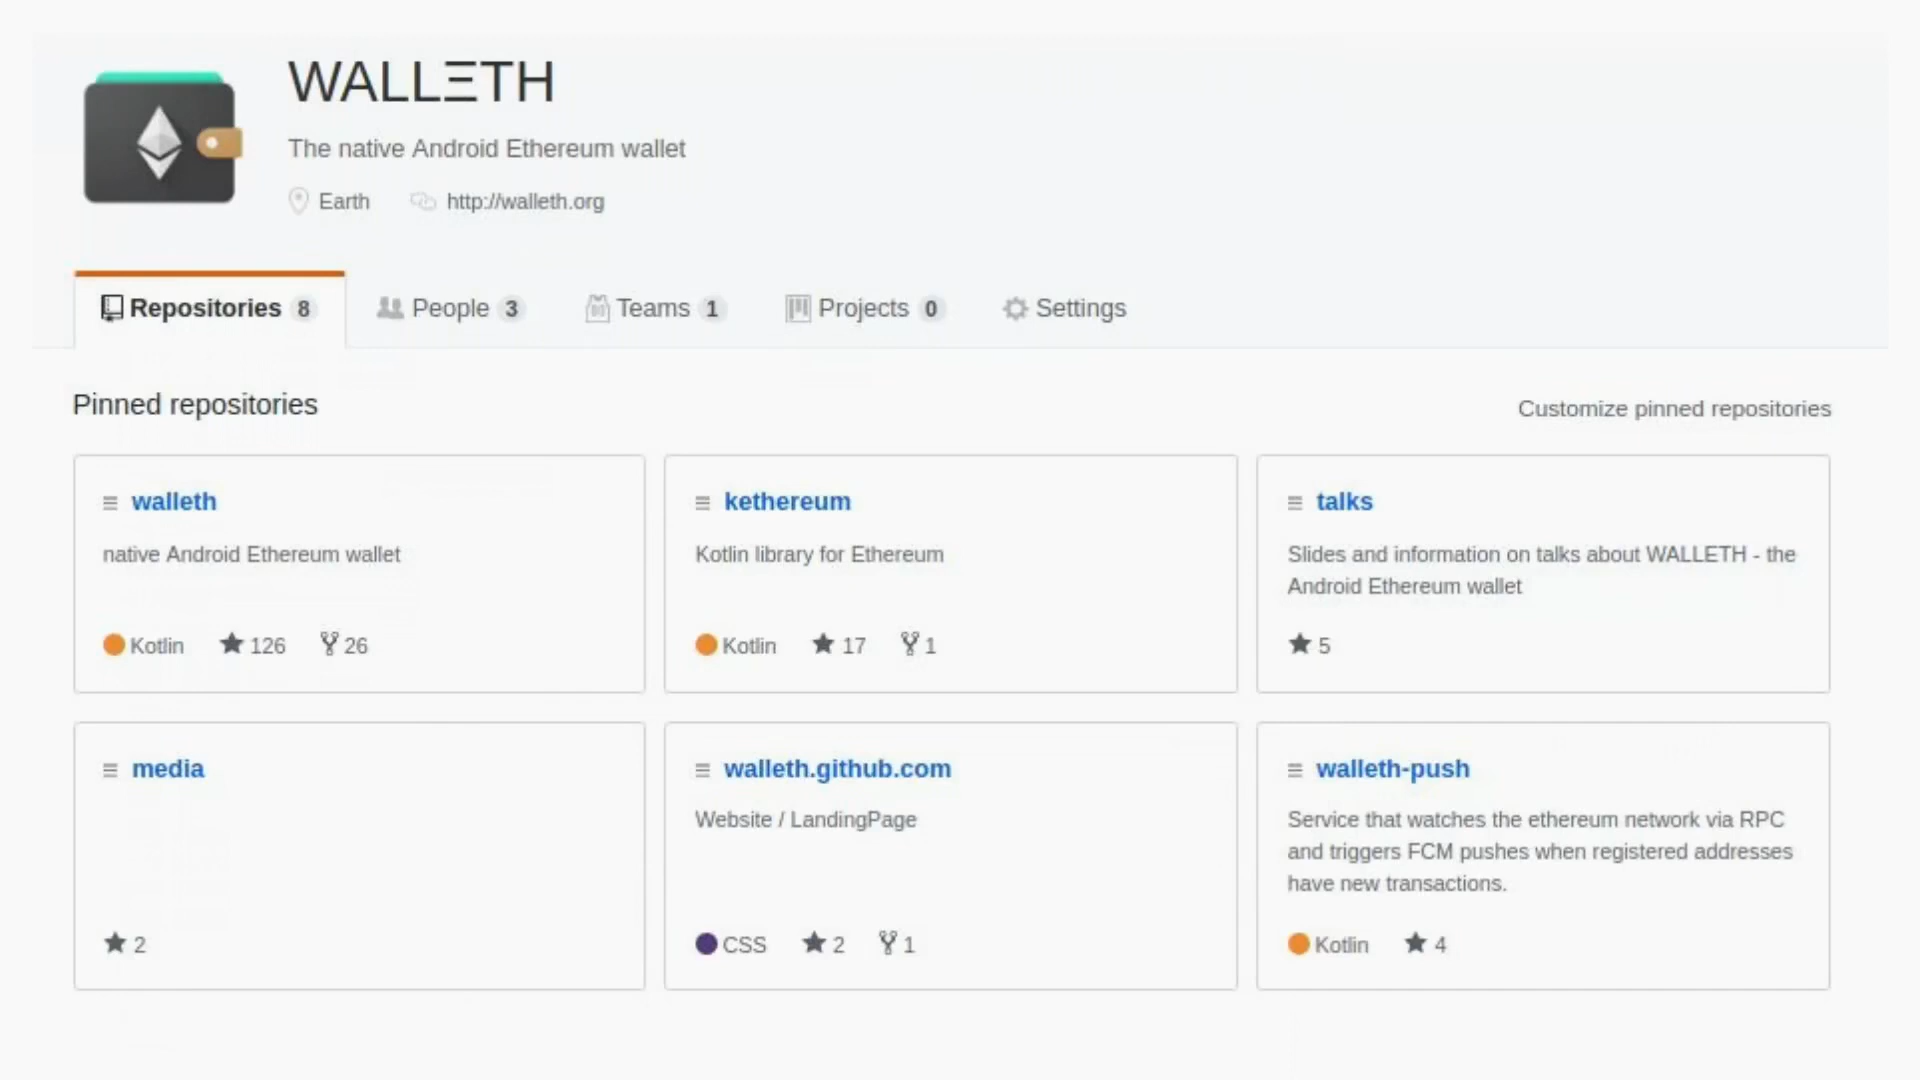 WALLΞTH
The native Android Ethereum wallet
Earth http://walleth.org
Repositories 8 People 3 Teams 1 Projects 0 Settings
Pinned repositories
Customize pinned repositories
walleth
native Android Ethereum wallet
Kotlin 126 26
kethereum
Kotlin library for Ethereum
Kotlin 17 1
talks
Slides and information on talks about WALLETH - the
Android Ethereum wallet
5
media
2
walleth.github.com
Website / LandingPage
CSS 2 1
walleth-push
Service that watches the ethereum network via RPC
and triggers FCM pushes when registered addresses
have new transactions.
Kotlin 4